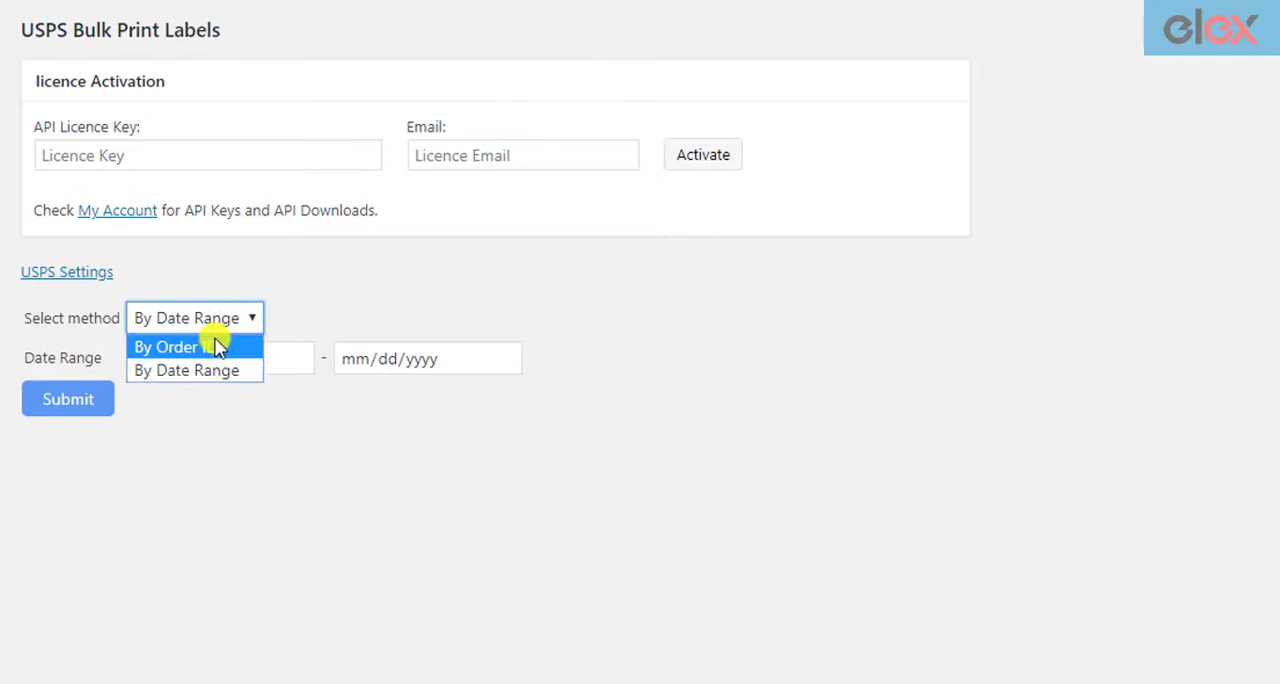 USPS Bulk Print Labels
elex
licence Activation
API Licence Key: Email:
Licence Key Licence Email Activate
Check My Account for API Keys and API Downloads.
USPS Settings
Select method By Date Range
By Order ID
Date Range - mm/dd/yyyy
By Date Range
Submit